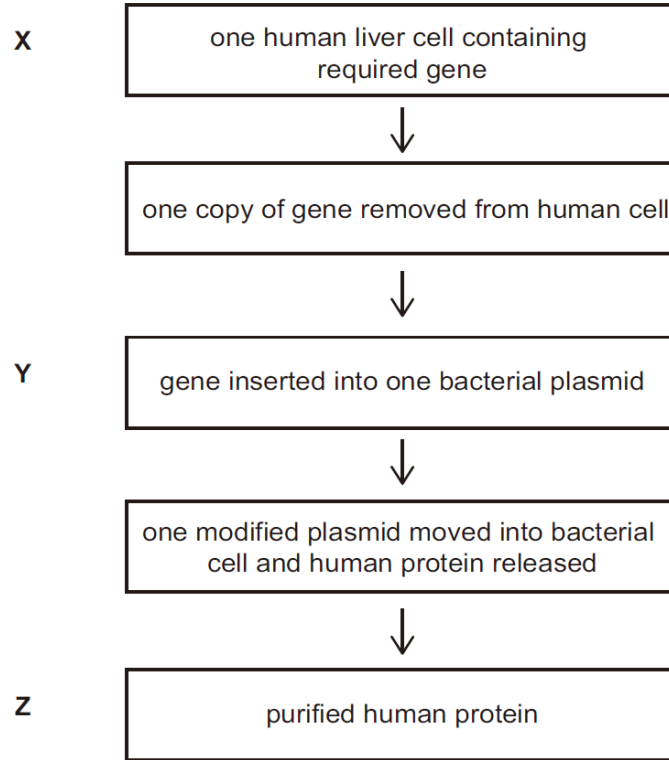 X
one human liver cell containing
required gene
one copy of gene removed from human cell
Y
gene inserted into one bacterial plasmid
one modified plasmid moved into bacterial
cell and human protein released
Z
purified human protein